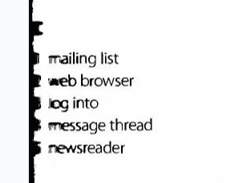 mailing list
web browser
log into
message thread
newsreader